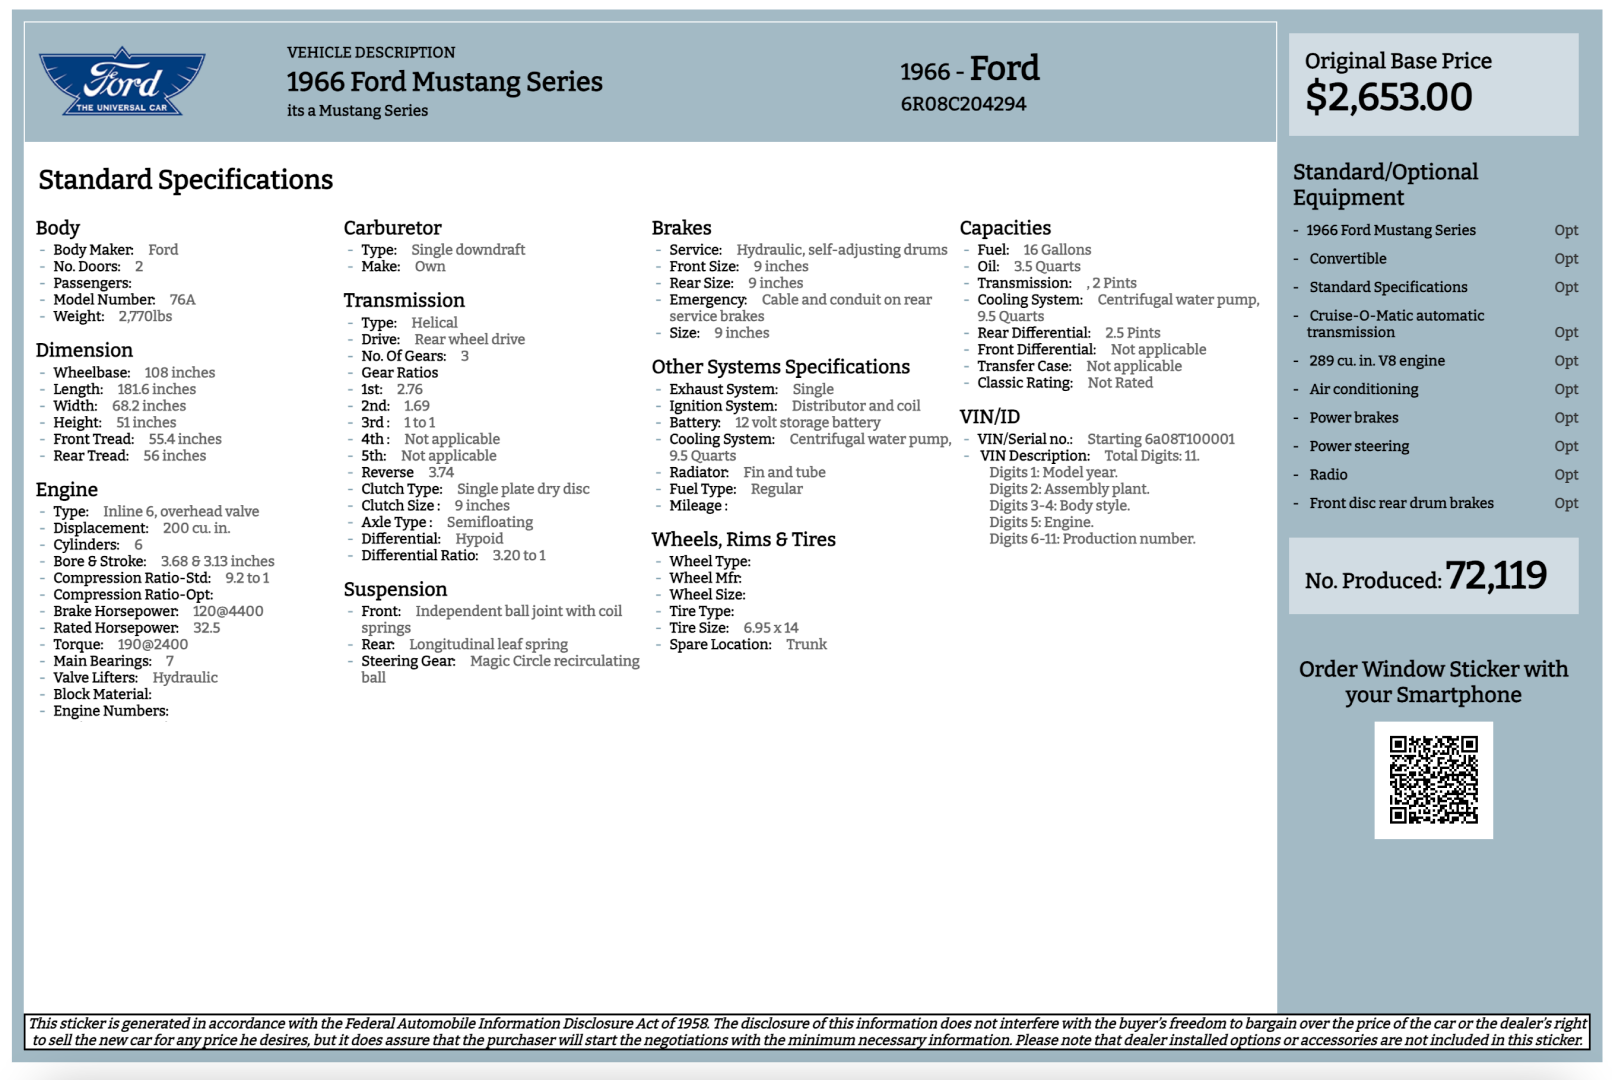 Ford
THE UNIVERSAL CAR
VEHICLE DESCRIPTION
1966 Ford Mustang Series
its a Mustang Series
1966 - Ford
6R08C204294
Original Base Price
$2,653.00
Standard Specifications
Body
- Body Maker: Ford
- No. Doors: 2
- Passengers:
- Model Number: 76A
- Weight: 2,770lbs
Dimension
- Wheelbase: 108 inches
- Length: 181.6 inches
- Width: 68.2 inches
- Height: 51 inches
- Front Tread: 55.4 inches
- Rear Tread: 56 inches
Engine
- Type: Inline 6, overhead valve
- Displacement: 200 cu. in.
- Cylinders: 6
- Bore & Stroke: 3.68 & 3.13 inches
- Compression Ratio-Std: 9.2 to 1
- Compression Ratio-Opt:
- Brake Horsepower: 120@4400
- Rated Horsepower: 32.5
- Torque: 190@2400
- Main Bearings: 7
- Valve Lifters: Hydraulic
- Block Material:
- Engine Numbers:
Carburetor
- Type: Single downdraft
- Make: Own
Transmission
- Type: Helical
- Drive: Rear wheel drive
- No. Of Gears: 3
- Gear Ratios
- 1st: 2.76
- 2nd: 1.69
- 3rd : 1 to 1
- 4th : Not applicable
- 5th: Not applicable
- Reverse 3.74
- Clutch Type: Single plate dry disc
- Clutch Size : 9 inches
- Axle Type : Semifloating
- Differential: Hypoid
- Differential Ratio: 3.20 to 1
Suspension
- Front: Independent ball joint with coil
springs
- Rear: Longitudinal leaf spring
- Steering Gear: Magic Circle recirculating
ball
Brakes
- Service: Hydraulic, self-adjusting drums
- Front Size: 9 inches
- Rear Size: 9 inches
- Emergency: Cable and conduit on rear
service brakes
- Size: 9 inches
Other Systems Specifications
- Exhaust System: Single
- Ignition System: Distributor and coil
- Battery: 12 volt storage battery
- Cooling System: Centrifugal water pump,
9.5 Quarts
- Radiator: Fin and tube
- Fuel Type: Regular
- Mileage :
Wheels, Rims & Tires
- Wheel Type:
- Wheel Mfr:
- Wheel Size:
- Tire Type:
- Tire Size: 6.95 x 14
- Spare Location: Trunk
Capacities
- Fuel: 16 Gallons
- Oil: 3.5 Quarts
- Transmission: , 2 Pints
- Cooling System: Centrifugal water pump,
9.5 Quarts
- Rear Differential: 2.5 Pints
- Front Differential: Not applicable
- Transfer Case: Not applicable
- Classic Rating: Not Rated
VIN/ID
- VIN/Serial no.: Starting 6a08T100001
- VIN Description: Total Digits: 11.
Digits 1: Model year.
Digits 2: Assembly plant.
Digits 3-4: Body style.
Digits 5: Engine.
Digits 6-11: Production number.
Standard/Optional
Equipment
- 1966 Ford Mustang Series Opt
- Convertible Opt
- Standard Specifications Opt
- Cruise-O-Matic automatic
transmission Opt
- 289 cu. in. V8 engine Opt
- Air conditioning Opt
- Power brakes Opt
- Power steering Opt
- Radio Opt
- Front disc rear drum brakes Opt
No. Produced: 72,119
Order Window Sticker with
your Smartphone
This sticker is generated in accordance with the Federal Automobile Information Disclosure Act of 1958. The disclosure of this information does not interfere with the buyer's freedom to bargain over the price of the car or the dealer's right
to sell the new car for any price he desires, but it does assure that the purchaser will start the negotiations with the minimum necessary information. Please note that dealer installed options or accessories are not included in this sticker.